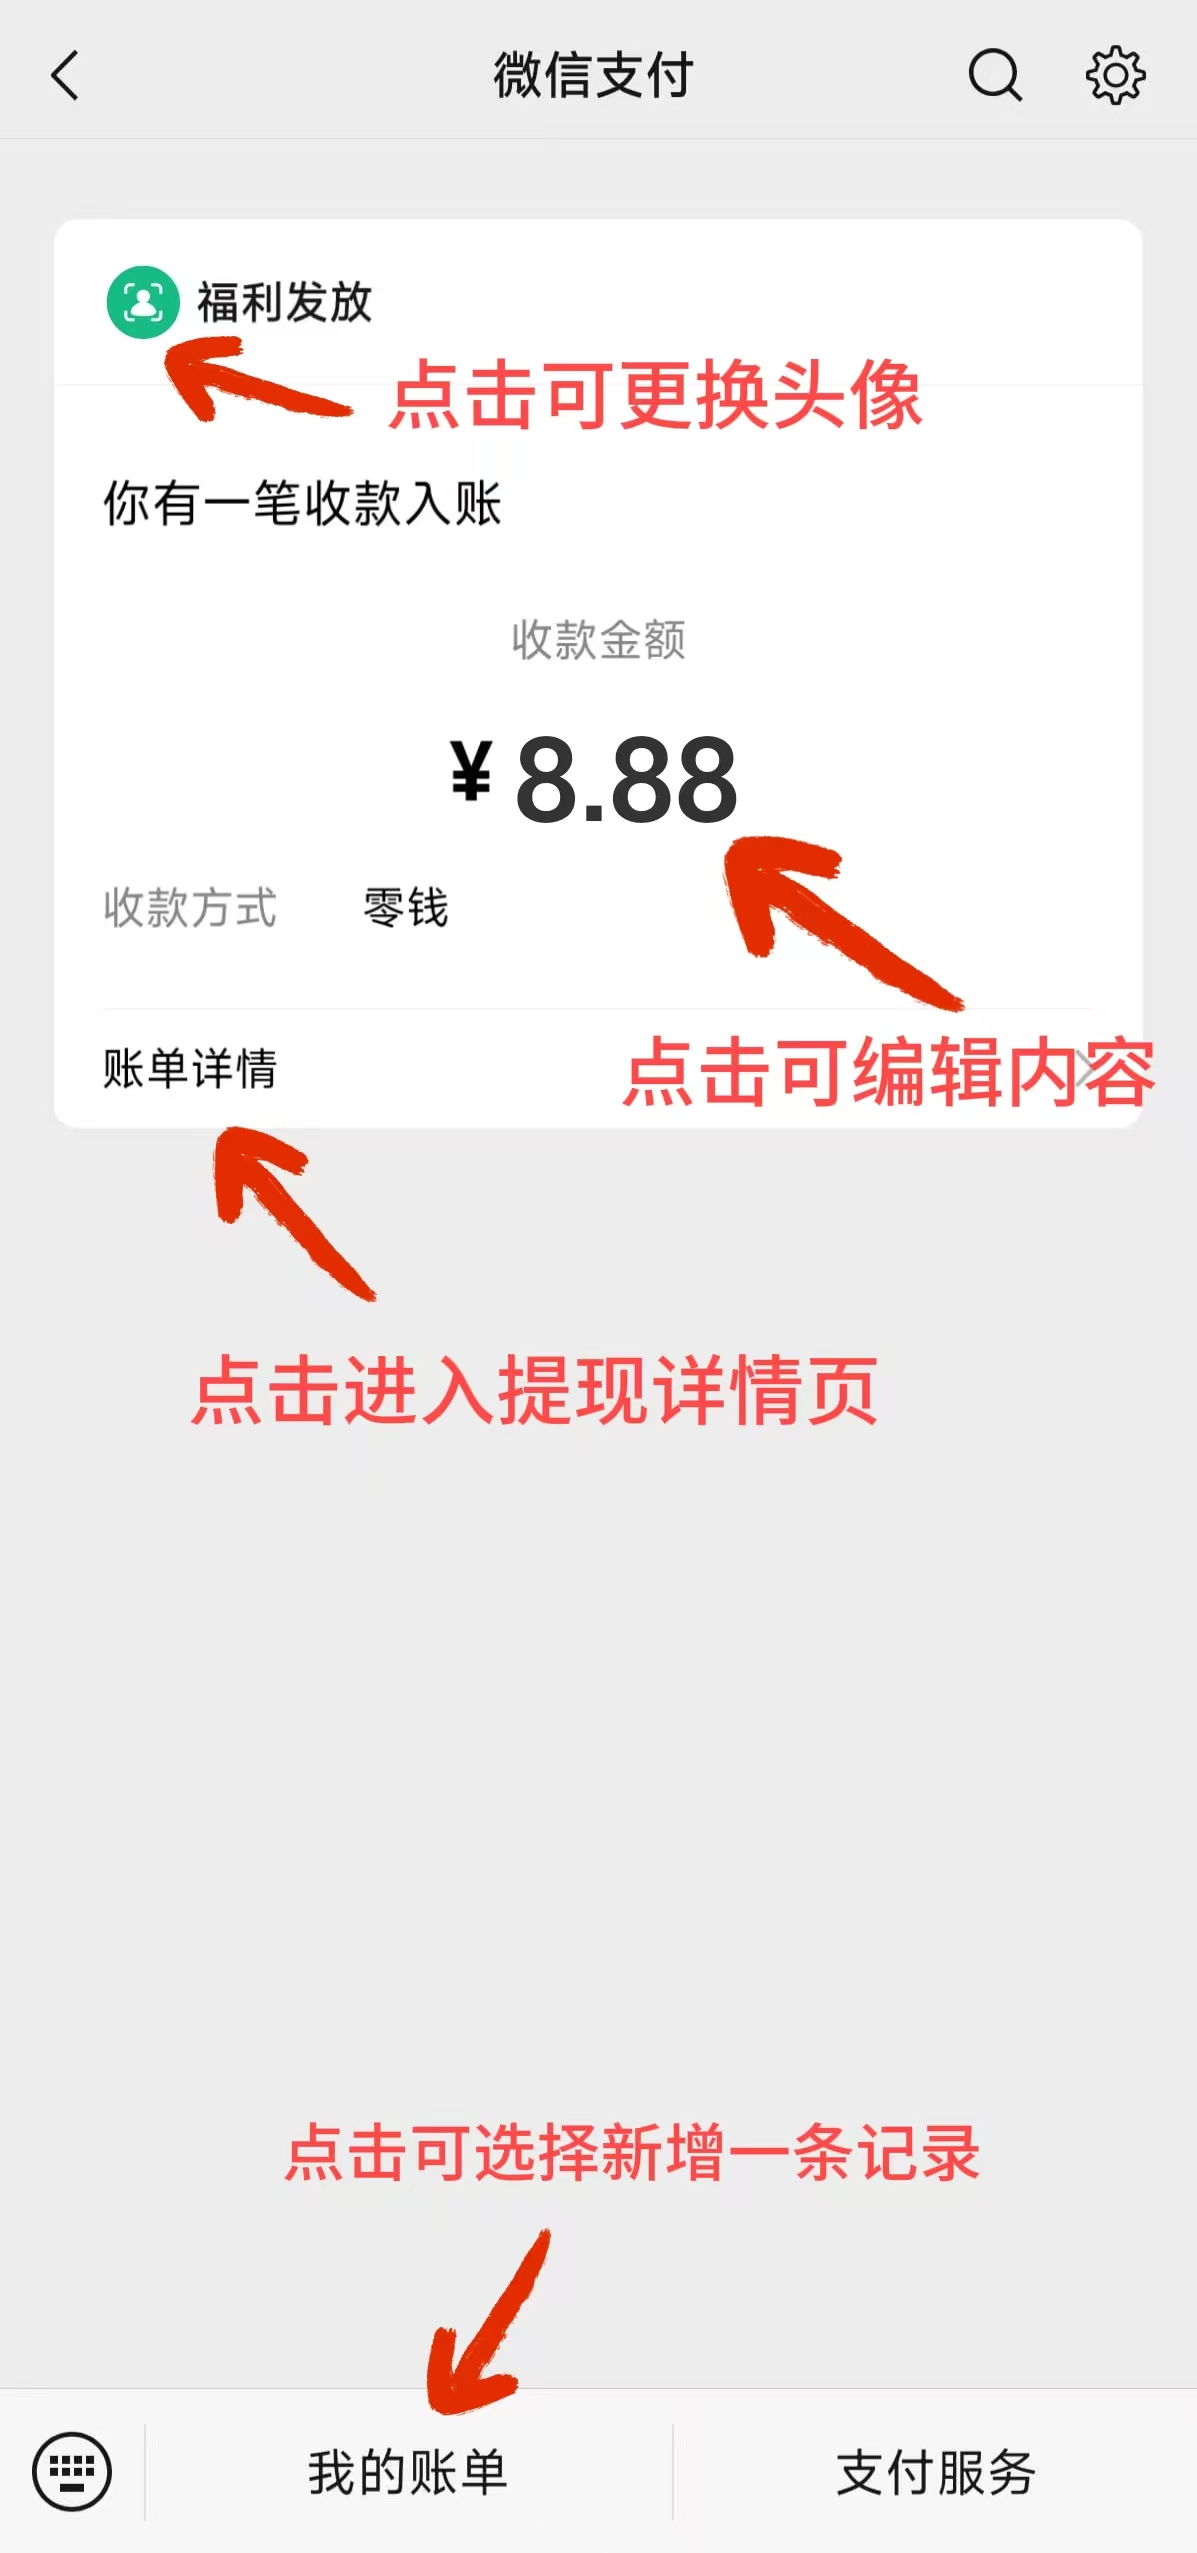 微信支付
福利发放
点击可更换头像
你有一笔收款入账
收款金额
¥8.88
收款方式 零钱
账单详情
点击可编辑内容
点击进入提现详情页
点击可选择新增一条记录
我的账单 支付服务